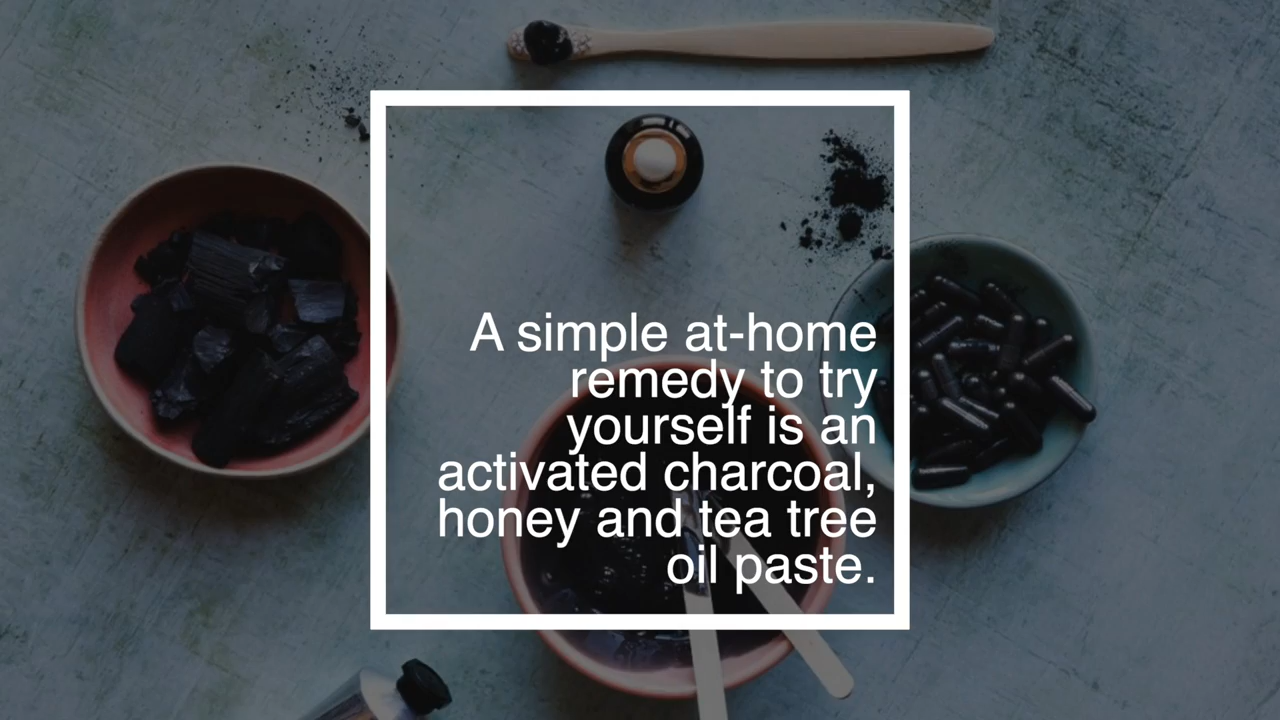 A simple at-home
remedy to try
yourself is an
activated charcoal,
honey and tea tree
oil paste.